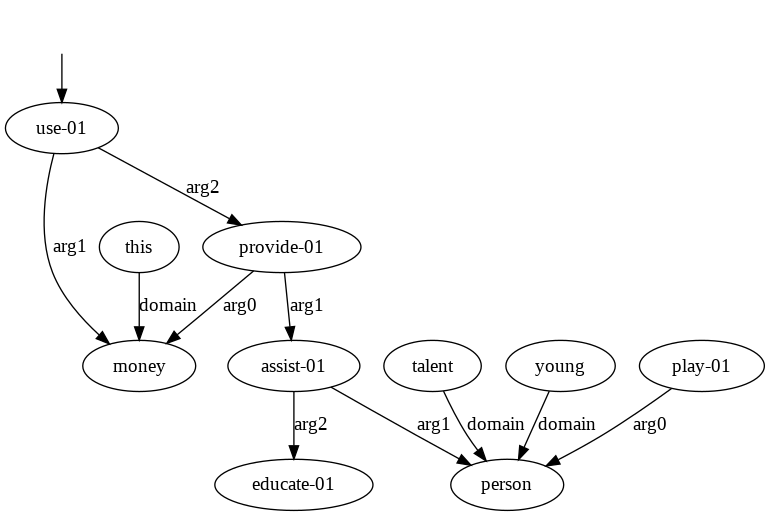 use-01
arg2
arg1
this
provide-01
domain
arg0
arg1
money
assist-01
talent
young
play-01
arg2
arg1
domain
domain
arg0
educate-01
person